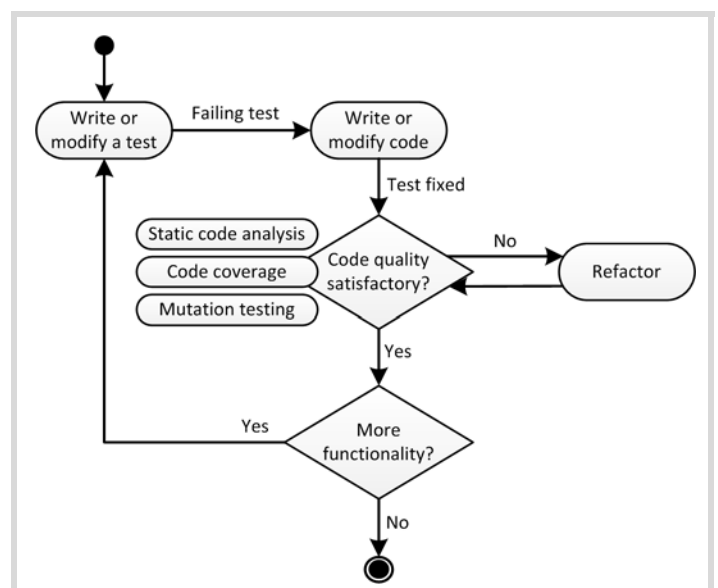 Write or
modify a test
Failing test
Write or
modify code
Test fixed
Static code analysis
Code coverage
Mutation testing
Code quality
satisfactory?
No
Refactor
Yes
More
functionality?
Yes
No